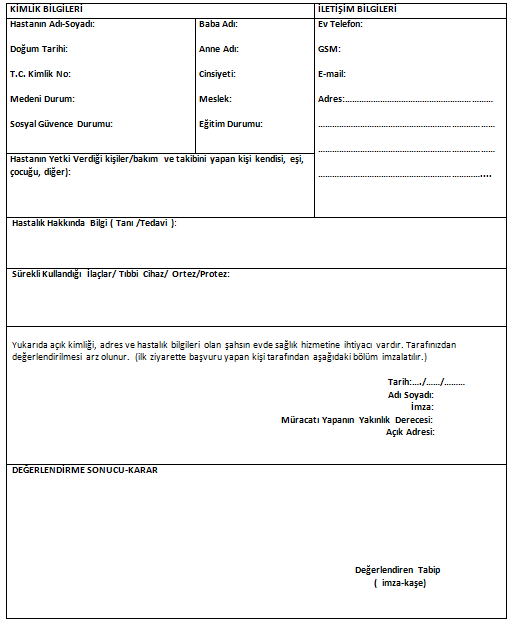 KİMLİK BİLGİLERİ
İLETİŞİM BİLGİLERİ
Hastanın Adı-Soyadı:
Baba Adı:
Ev Telefon:
Doğum Tarihi:
Anne Adı:
GSM:
T.C. Kimlik No:
Cinsiyeti:
E-mail:
Medeni Durum:
Meslek:
Adres:……………………………………………………
Sosyal Güvence Durumu:
Eğitim Durumu:
………………………………………………………………
………………………………………………………………
Hastanın Yetki Verdiği kişiler/bakım ve takibini yapan kişi kendisi, eşi,
çocuğu, diğer):
…………………………………………………………....
Hastalık Hakkında Bilgi ( Tanı /Tedavi ):
Sürekli Kullandığı İlaçlar/ Tıbbi Cihaz/ Ortez/Protez:
Yukarıda açık kimliği, adres ve hastalık bilgileri olan şahsın evde sağlık hizmetine ihtiyacı vardır. Tarafınızdan
değerlendirilmesi arz olunur. (ilk ziyarette başvuru yapan kişi tarafından aşağıdaki bölüm imzalatılır.)
Tarih:…./……/………
Adı Soyadı:
İmza:
Müracatı Yapanın Yakınlık Derecesi:
Açık Adresi:
DEĞERLENDİRME SONUCU-KARAR
Değerlendiren Tabip
( imza-kaşe)